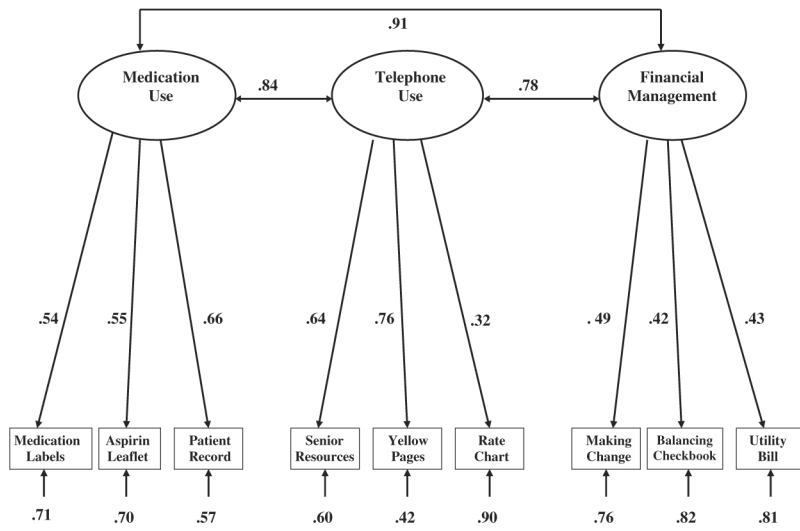 .91
Medication
Use
Telephone
Use
Financial
Management
.84
.78
.54
.55
.66
.64
.76
.32
. 49
.42
.43
Medication
Labels
Aspirin
Leaflet
Patient
Record
Senior
Resources
Yellow
Pages
Rate
Chart
Making
Change
Balancing
Checkbook
Utility
Bill
.71
.70
.57
.60
.42
.90
.76
.82
.81